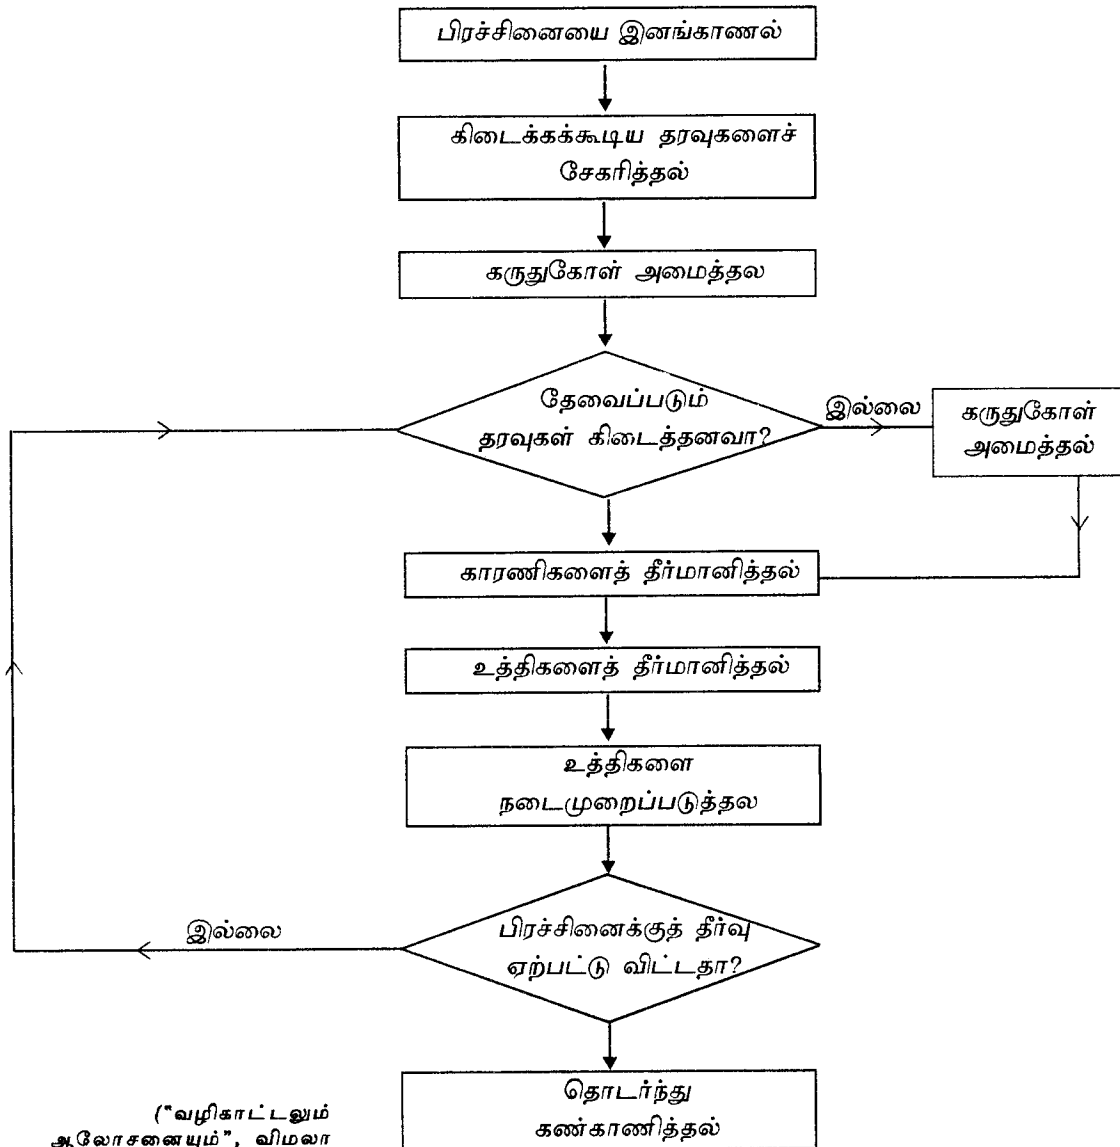 பிரச்சினையை இனங்காணல்
கிடைக்கக்கூடிய தரவுகளைச்
சேகரித்தல்
கருதுகோள் அமைத்தல
தேவைப்படும்
தரவுகள் கிடைத்தனவா?
இல்லை
கருதுகோள்
அமைத்தல்
காரணிகளைத் தீர்மானித்தல்
உத்திகளைத் தீர்மானித்தல்
உத்திகளை
நடைமுறைப்படுத்தல
இல்லை
பிரச்சினைக்குத் தீர்வு
ஏற்பட்டு விட்டதா?
தொடர்ந்து
கண்காணித்தல்
("வழிகாட்டலும்
ஆலோசனையும்", விமலா